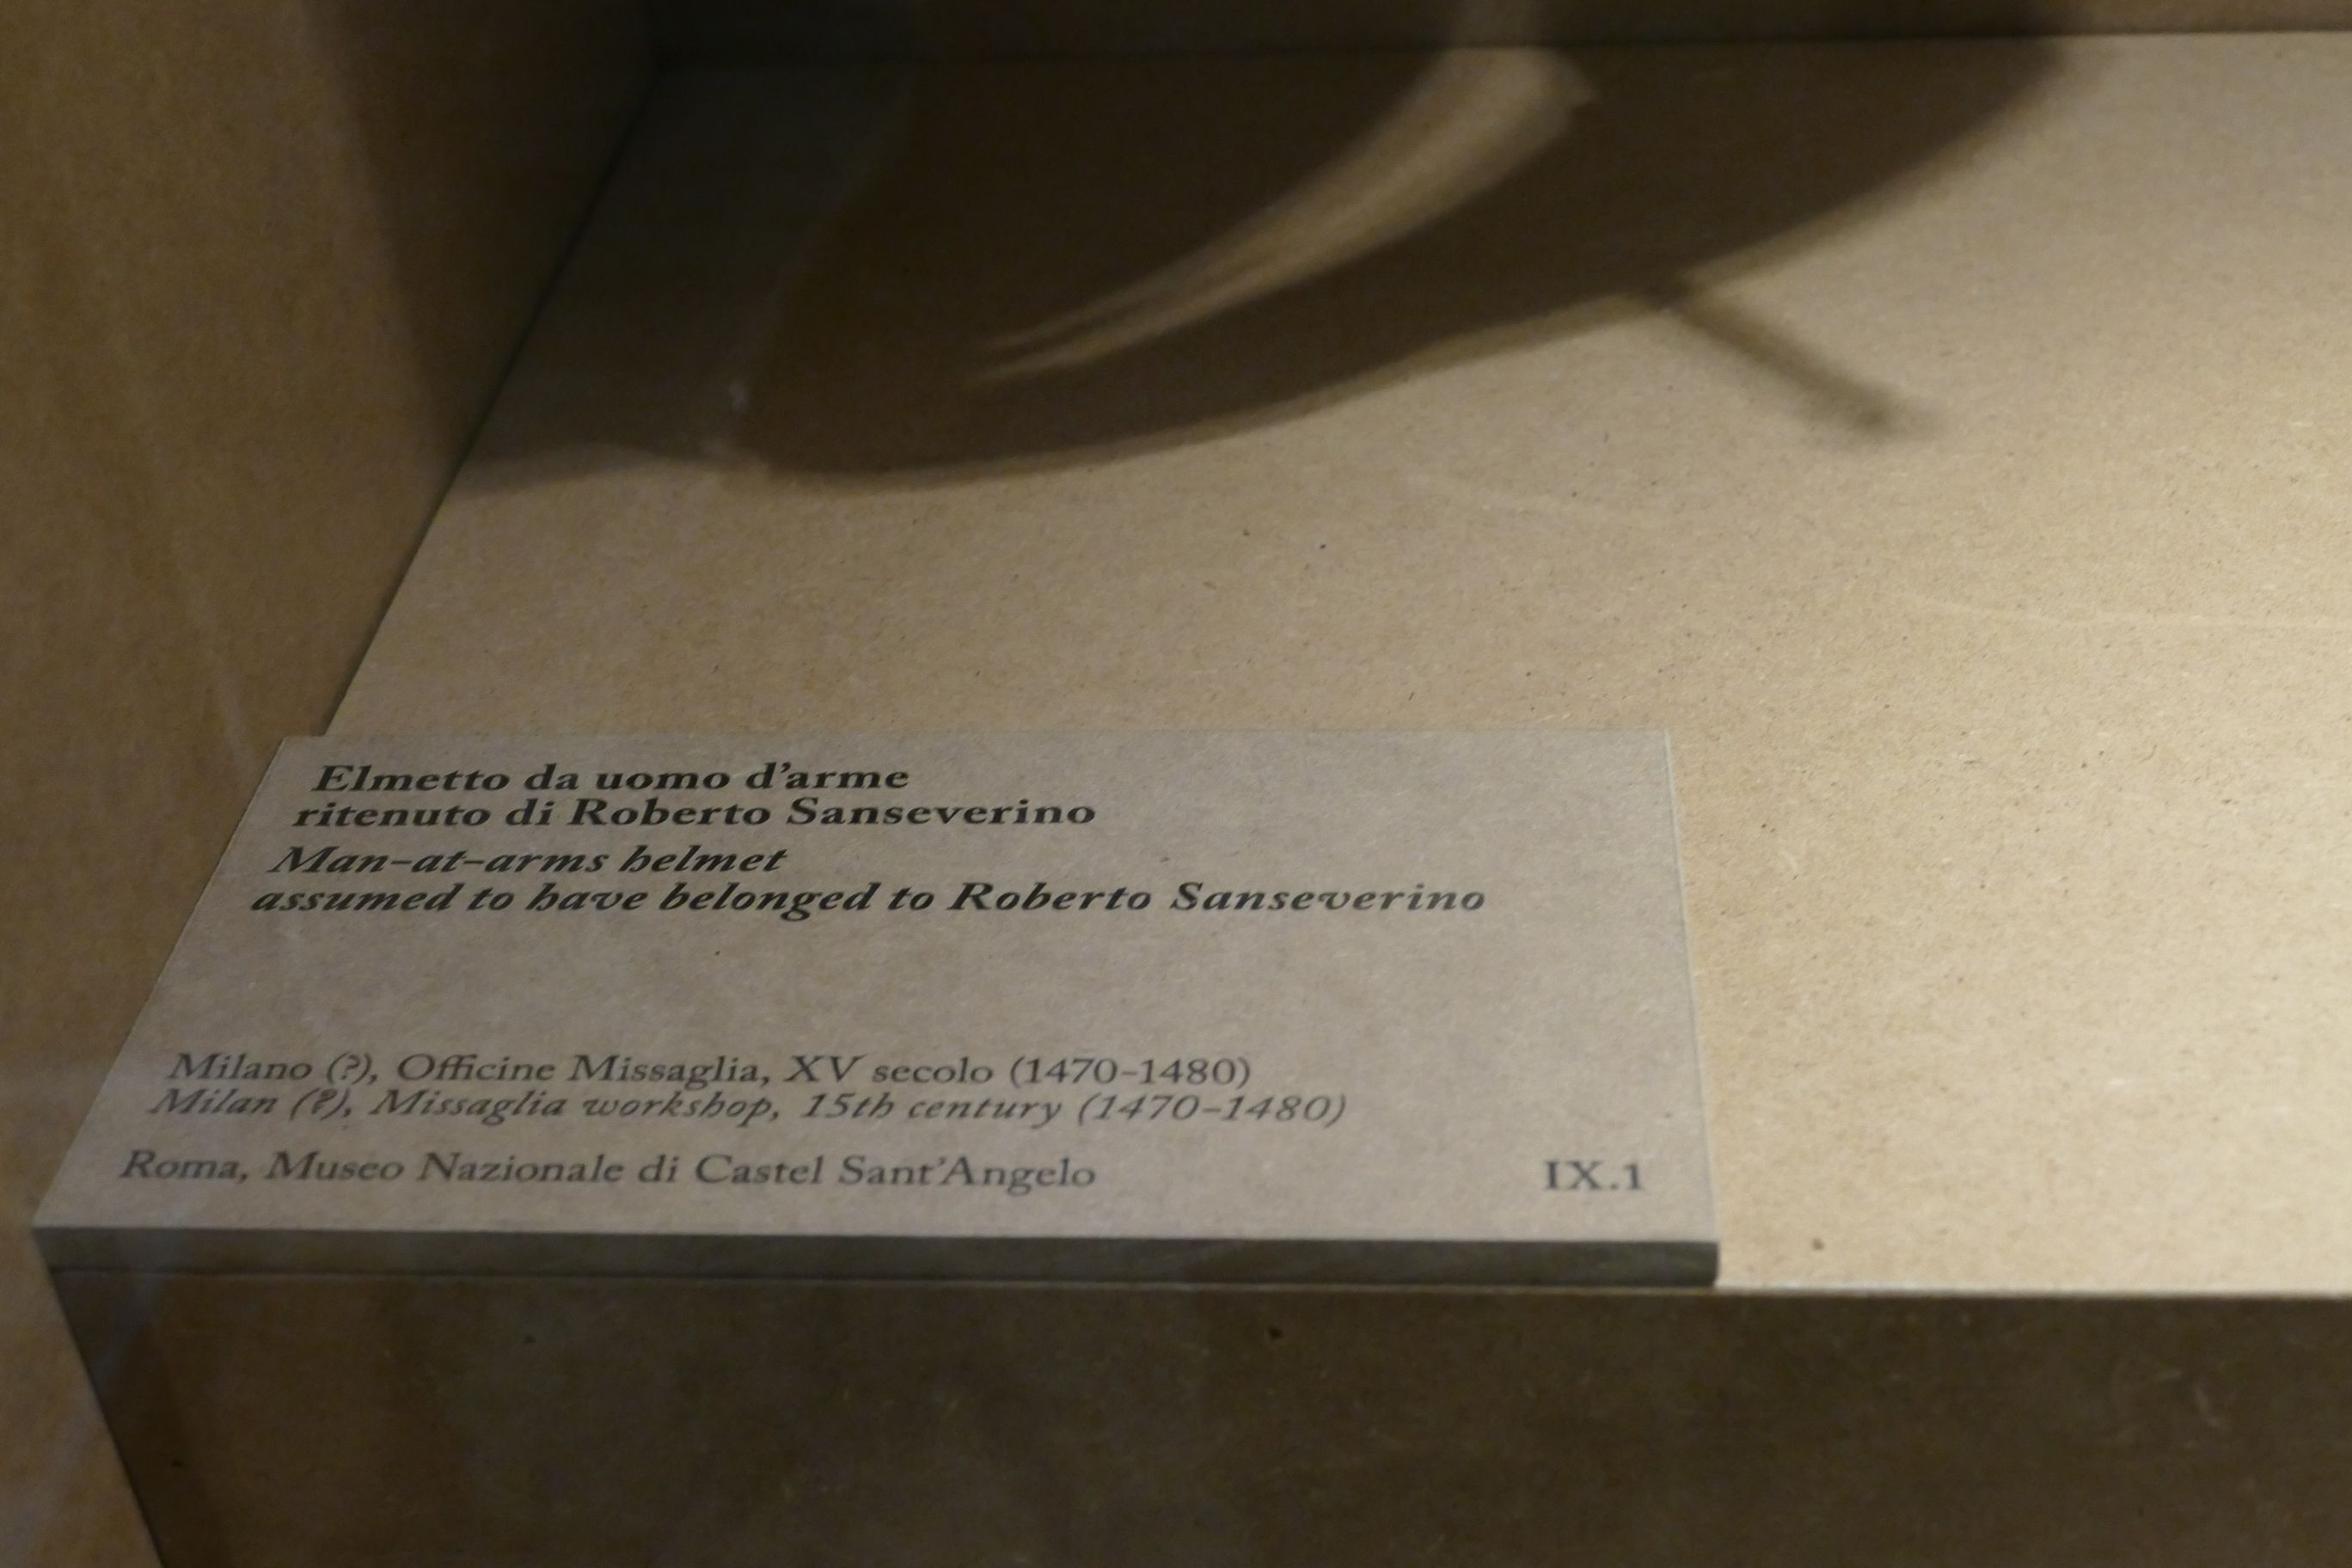 Elmetto da uomo d'arme
ritenuto di Roberto Sanseverino
Man-at-arms helmet
assumed to have belonged to Roberto Sanseverino
Milano (?), Officine Missaglia, XV secolo (1470-1480)
Milan (?), Missaglia workshop, 15th century (1470-1480)
Roma, Museo Nazionale di Castel Sant'Angelo
IX.1